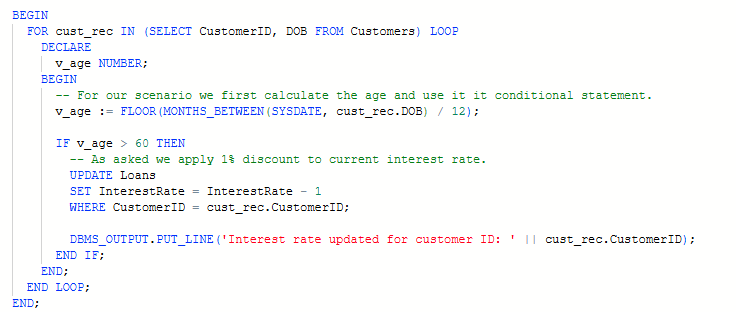 BEGIN
FOR cust_rec IN (SELECT CustomerID, DOB FROM Customers) LOOP
DECLARE
v_age NUMBER;
BEGIN
-- For our scenario we first calculate the age and use it it conditional statement.
v_age := FLOOR(MONTHS_BETWEEN(SYSDATE, cust_rec.DOB) / 12);
IF v_age > 60 THEN
-- As asked we apply 1% discount to current interest rate.
UPDATE Loans
SET InterestRate = InterestRate - 1
WHERE CustomerID = cust_rec.CustomerID;
DBMS_OUTPUT.PUT_LINE('Interest rate updated for customer ID: ' || cust_rec.CustomerID);
END IF;
END;
END LOOP;
END;